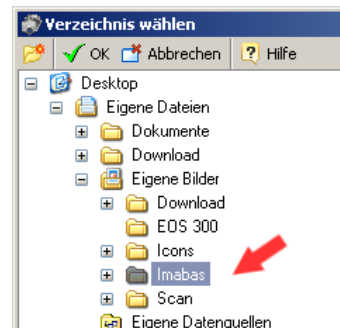 Verzeichnis wählen
OK Abbrechen Hilfe
Desktop
Eigene Dateien
Dokumente
Download
Eigene Bilder
Download
EOS 300
Icons
Imabas
Scan
Eigene Datenquellen